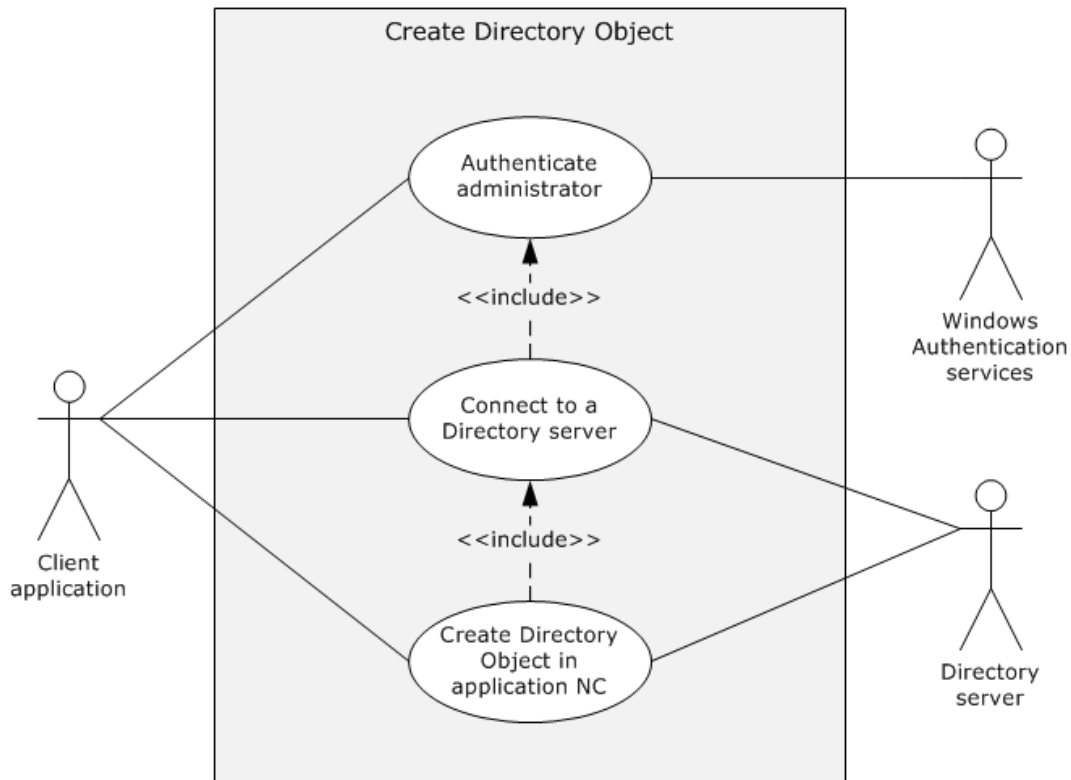 Create Directory Object
Authenticate
administrator
<<include>>
Windows
Authentication
services
Connect to a
Directory server
Client
application
<<include>>
Create Directory
Object in
application NC
Directory
server